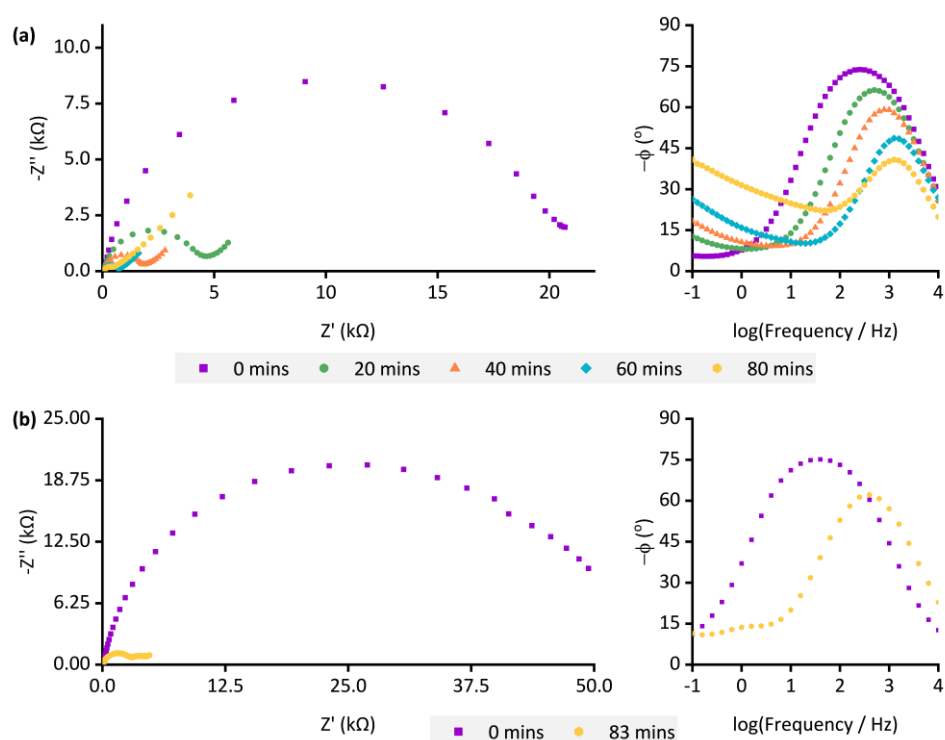 (a)
10.0
7.5
5.0
2.5
0.0
-Z'' (kΩ)
0 5 10 15 20
Z' (kΩ)
90
75
60
45
30
15
0
−ϕ (°)
-1 0 1 2 3 4
log(Frequency / Hz)
0 mins 20 mins 40 mins 60 mins 80 mins
(b)
25.00
18.75
12.50
6.25
0.00
-Z'' (kΩ)
0.0 12.5 25.0 37.5 50.0
Z' (kΩ)
90
75
60
45
30
15
0
−ϕ (°)
-1 0 1 2 3 4
log(Frequency / Hz)
0 mins 83 mins